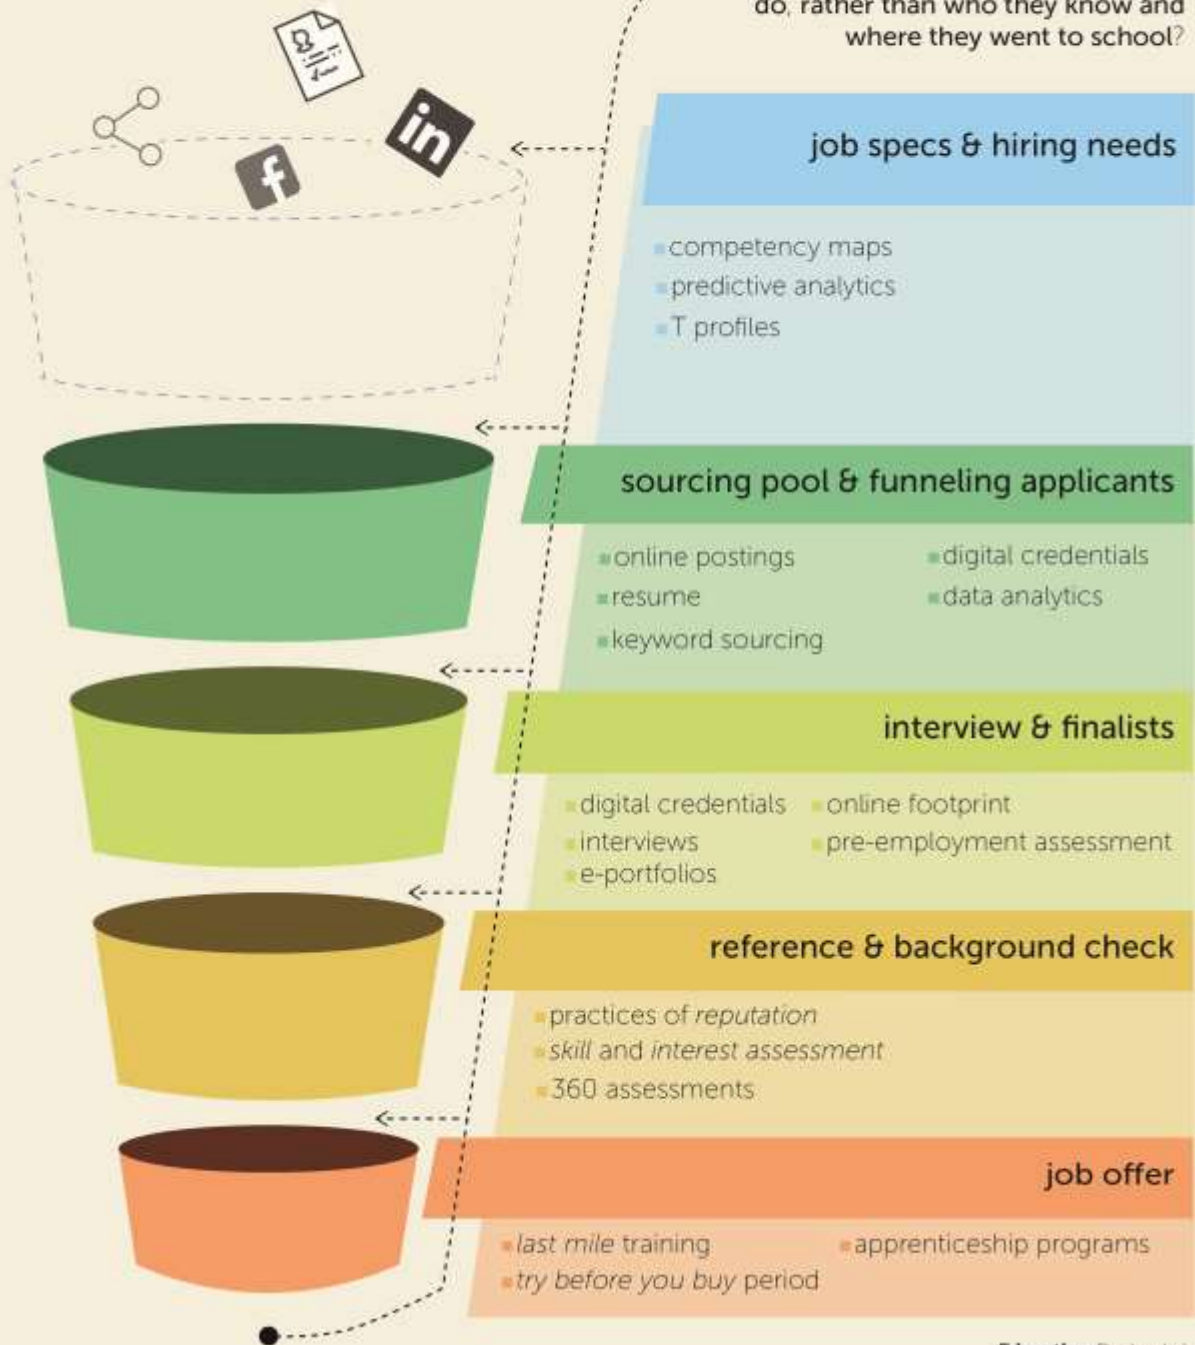 do, rather than who they know and
where they went to school?
in
f
job specs & hiring needs
competency maps
predictive analytics
T profiles
sourcing pool & funneling applicants
online postings
resume
keyword sourcing
digital credentials
data analytics
interview & finalists
digital credentials
interviews
e-portfolios
online footprint
pre-employment assessment
reference & background check
practices of reputation
skill and interest assessment
360 assessments
job offer
last mile training
try before you buy period
apprenticeship programs